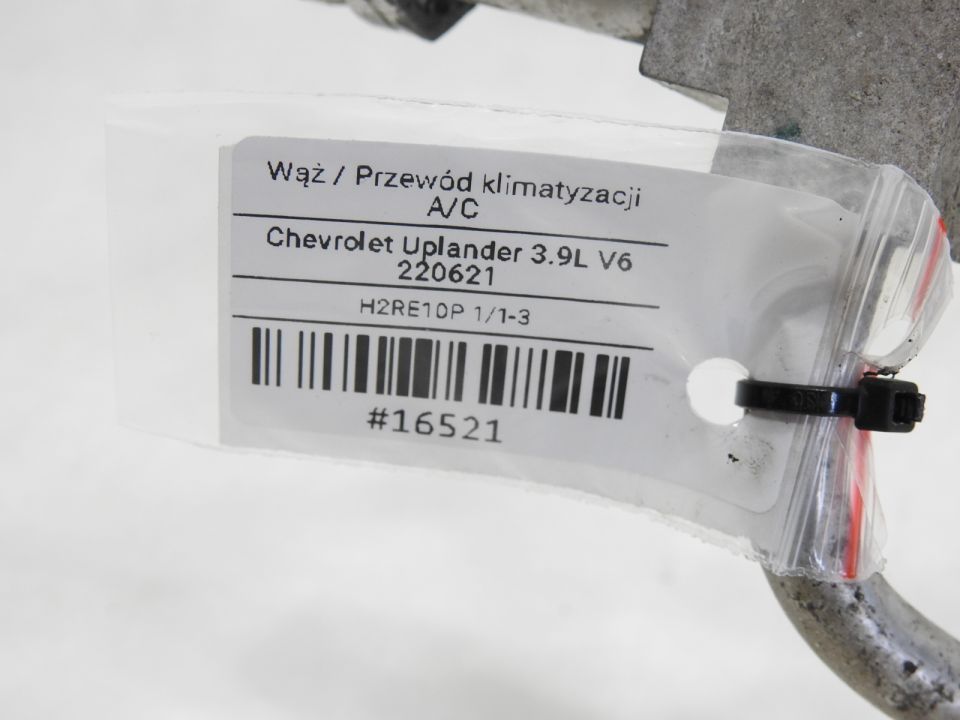 Wąż / Przewód klimatyzacji
A/C
Chevrolet Uplander 3.9L V6
220621
H2RE10P 1/1-3
#16521